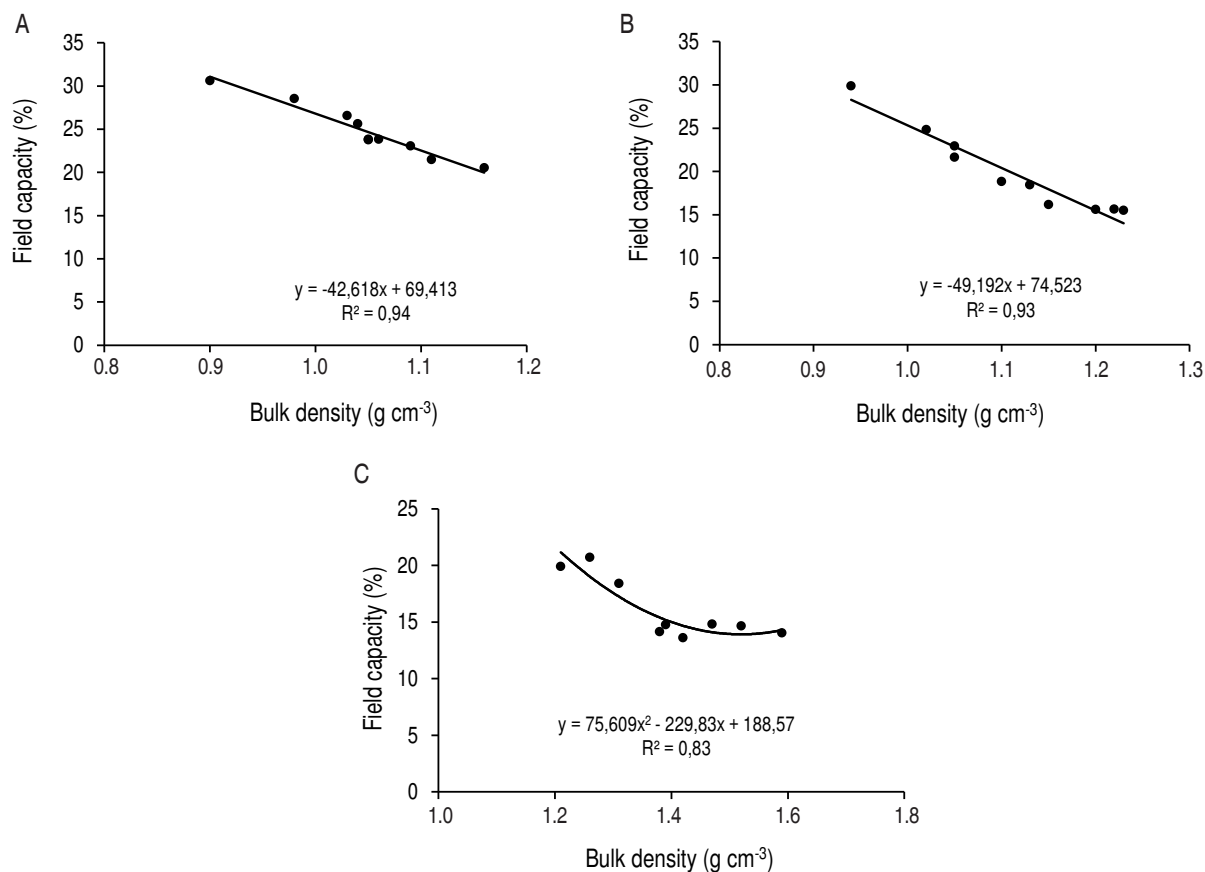 A
35
30
25
20
15
10
5
0
Field capacity (%)
y = -42,618x + 69,413
R² = 0,94
0.8 0.9 1.0 1.1 1.2
Bulk density (g cm⁻³)
B
35
30
25
20
15
10
5
0
Field capacity (%)
y = -49,192x + 74,523
R² = 0,93
0.8 0.9 1.0 1.1 1.2 1.3
Bulk density (g cm⁻³)
C
25
20
15
10
5
0
Field capacity (%)
y = 75,609x² - 229,83x + 188,57
R² = 0,83
1.0 1.2 1.4 1.6 1.8
Bulk density (g cm⁻³)